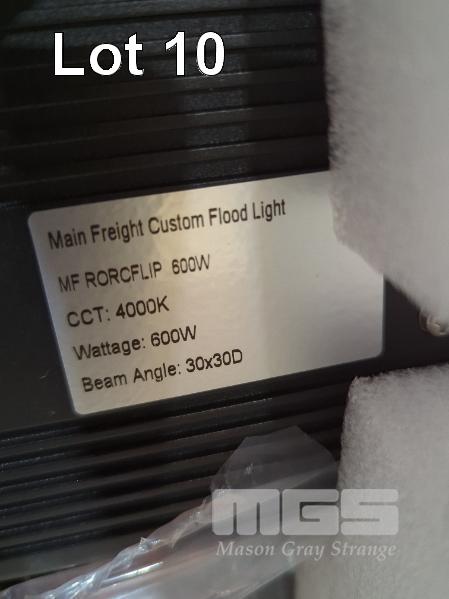 Lot 10
Main Freight Custom Flood Light
MF RORCFLIP 600W
CCT: 4000K
Wattage: 600W
Beam Angle: 30x30D
MGS
Mason Gray Strange